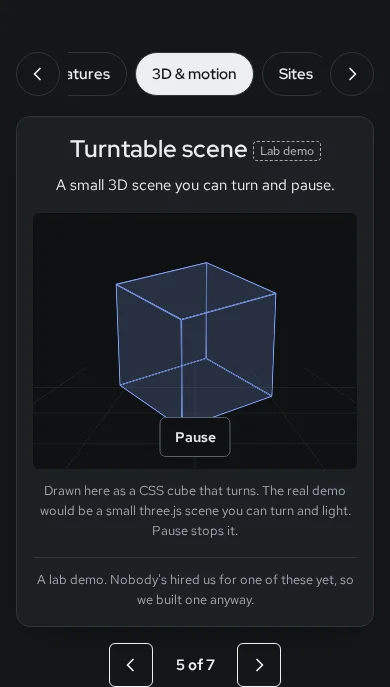 atures
3D & motion
Sites
Turntable scene Lab demo
A small 3D scene you can turn and pause.
Pause
Drawn here as a CSS cube that turns. The real demo
would be a small three.js scene you can turn and light.
Pause stops it.
A lab demo. Nobody's hired us for one of these yet, so
we built one anyway.
5 of 7